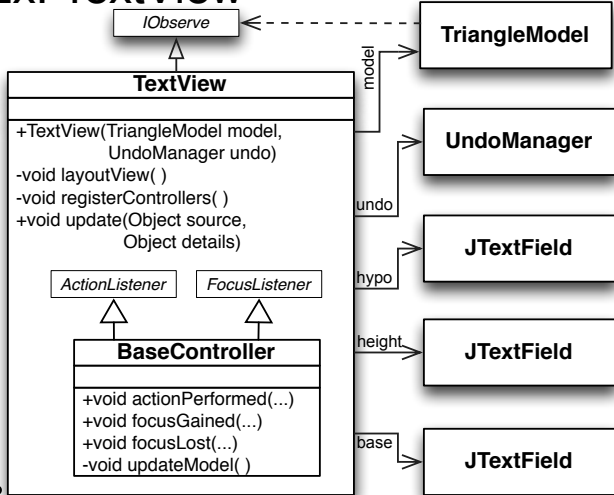 IObserve
TriangleModel
TextView
model
+TextView(TriangleModel model,
UndoManager undo)
-void layoutView( )
-void registerControllers( )
+void update(Object source,
Object details)
UndoManager
undo
JTextField
hypo
ActionListener
FocusListener
BaseController
height
JTextField
+void actionPerformed(...)
+void focusGained(...)
+void focusLost(...)
-void updateModel( )
base
JTextField